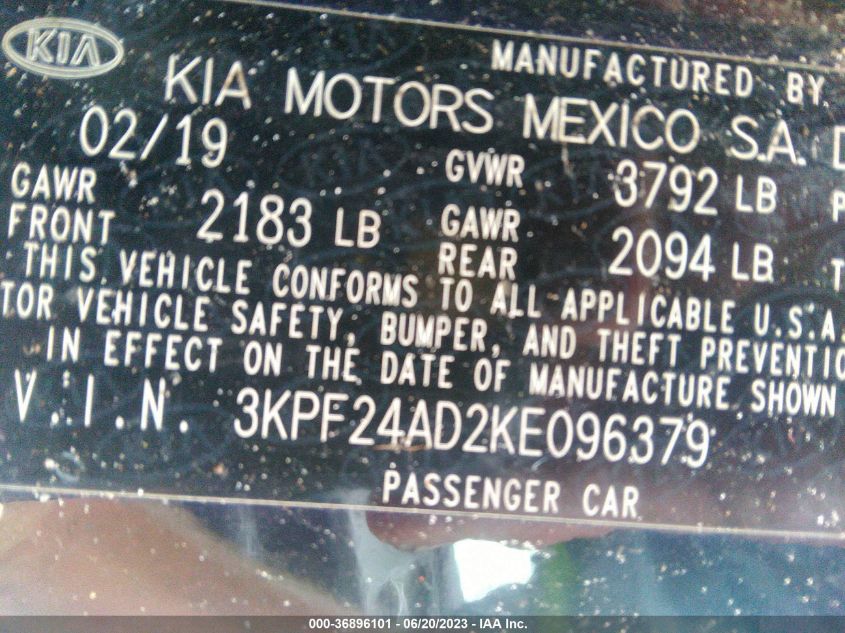 KIA
MANUFACTURED BY
KIA MOTORS MEXICO S.A. D
02/19
GVWR 3792 LB
GAWR
FRONT 2183 LB
GAWR
REAR 2094 LB
THIS VEHICLE CONFORMS TO ALL APPLICABLE U.S.A.
TOR VEHICLE SAFETY, BUMPER, AND THEFT PREVENTIO
IN EFFECT ON THE DATE OF MANUFACTURE SHOWN
V.I.N. 3KPF24AD2KE096379
PASSENGER CAR
000-36896101 - 06/20/2023 - IAA Inc.